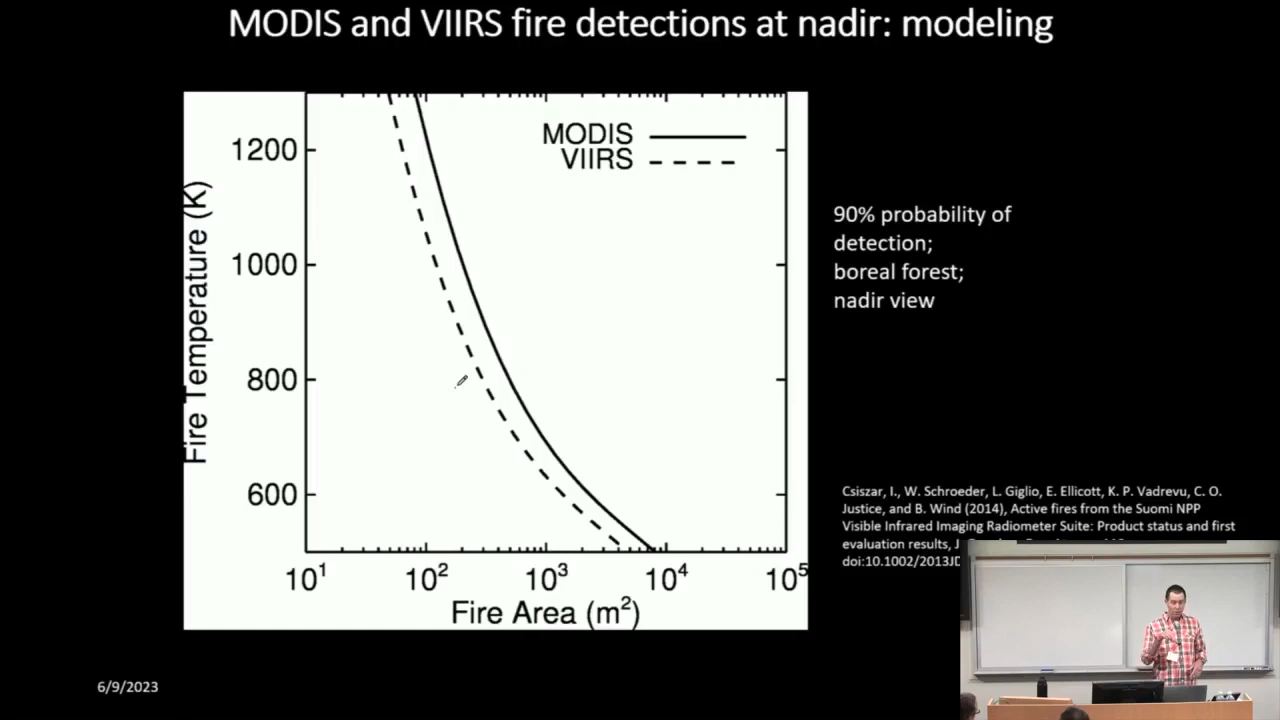 MODIS and VIIRS fire detections at nadir: modeling
MODIS
VIIRS
Fire Temperature (K)
1200
1000
800
600
10¹ 10² 10³ 10⁴ 10⁵
Fire Area (m²)
90% probability of
detection;
boreal forest;
nadir view
Csiszar, I., W. Schroeder, L. Giglio, E. Ellicott, K. P. Vadrevu, C. O.
Justice, and B. Wind (2014), Active fires from the Suomi NPP
Visible Infrared Imaging Radiometer Suite: Product status and first
evaluation results,
doi:10.1002/2013JD
6/9/2023